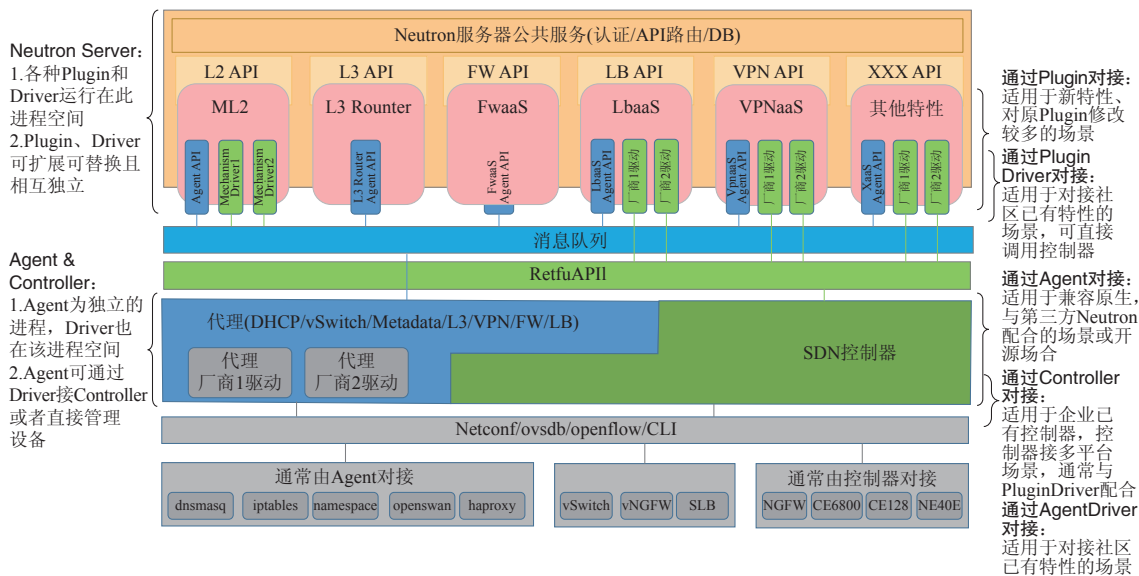 Neutron服务器公共服务(认证/API路由/DB)
L2 API
L3 API
FW API
LB API
VPN API
XXX API
ML2
L3 Rounter
FwaaS
LbaaS
VPNaaS
其他特性
Agent API
Mechanism
Driver1
Mechanism
Driver2
L3 Router
Agent API
FwaaS
Agent API
LbaaS
Agent API
厂商1驱动
厂商2驱动
VpnaaS
Agent API
厂商1驱动
厂商2驱动
XaaS
Agent API
厂商1驱动
厂商2驱动
消息队列
RetfuAPII
代理(DHCP/vSwitch/Metadata/L3/VPN/FW/LB)
代理
厂商1驱动
代理
厂商2驱动
SDN控制器
Netconf/ovsdb/openflow/CLI
通常由Agent对接
dnsmasq
iptables
namespace
openswan
haproxy
vSwitch
vNGFW
SLB
通常由控制器对接
NGFW
CE6800
CE128
NE40E
Neutron Server：
1.各种Plugin和
Driver运行在此
进程空间
2.Plugin、Driver
可扩展可替换且
相互独立
Agent &
Controller：
1.Agent为独立的
进程，Driver也
在该进程空间
2.Agent可通过
Driver接Controller
或者直接管理
设备
通过Plugin对接：
适用于新特性、
对原Plugin修改
较多的场景
通过Plugin
Driver对接：
适用于对接社
区已有特性的
场景，可直接
调用控制器
通过Agent对接：
适用于兼容原生，
与第三方Neutron
配合的场景或开
源场合
通过Controller
对接：
适用于企业已
有控制器，控
制器接多平台
场景，通常与
PluginDriver配合
通过AgentDriver
对接：
适用于对接社区
已有特性的场景